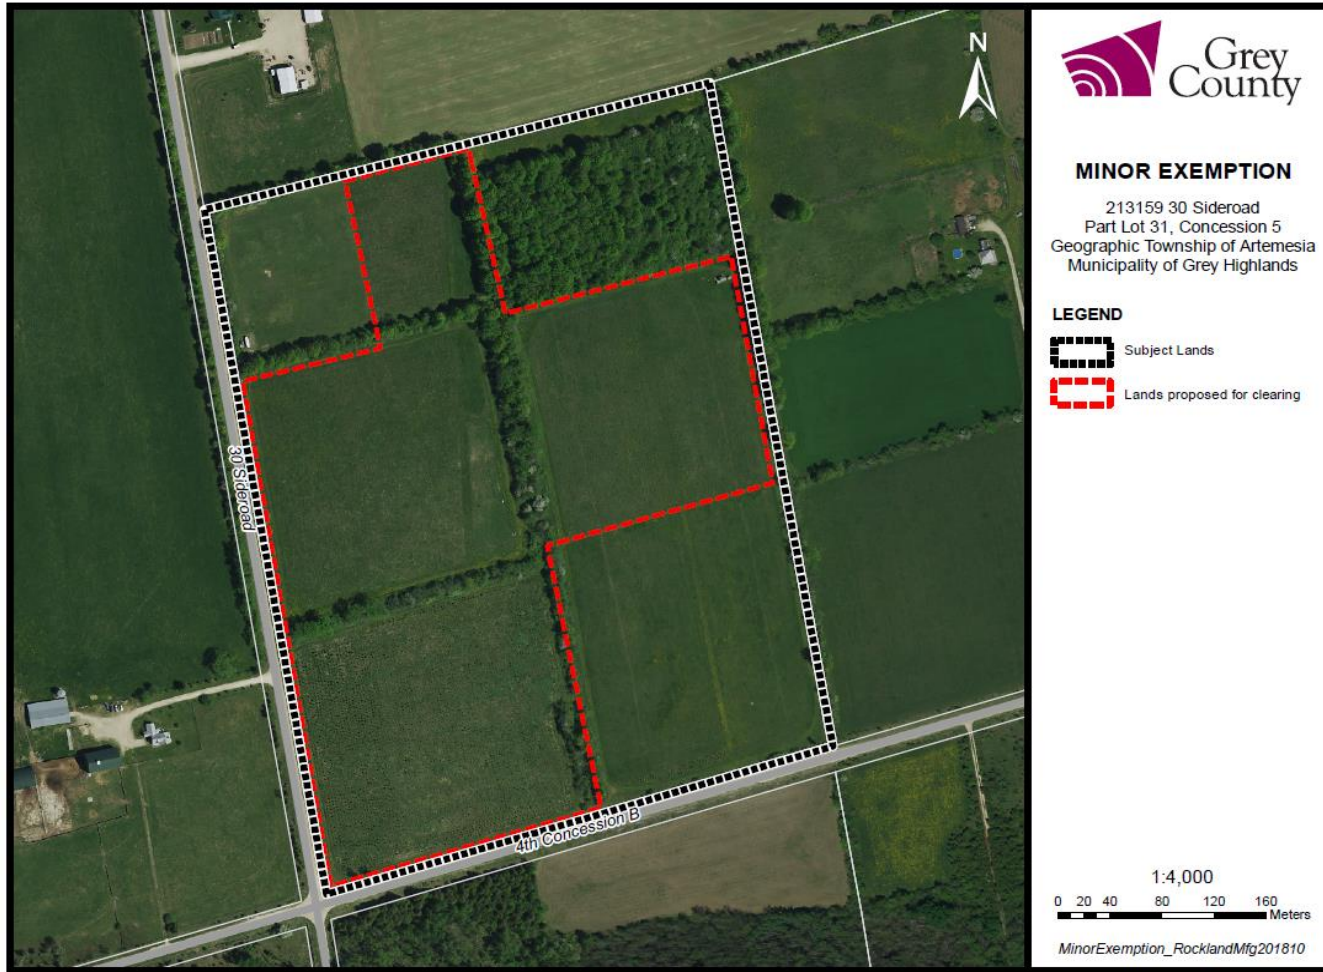 N
30 Sideroad
4th Concession B
Grey
County
MINOR EXEMPTION
213159 30 Sideroad
Part Lot 31, Concession 5
Geographic Township of Artemesia
Municipality of Grey Highlands
LEGEND
Subject Lands
Lands proposed for clearing
1:4,000
0 20 40 80 120 160
Meters
MinorExemption_RocklandMfg201810